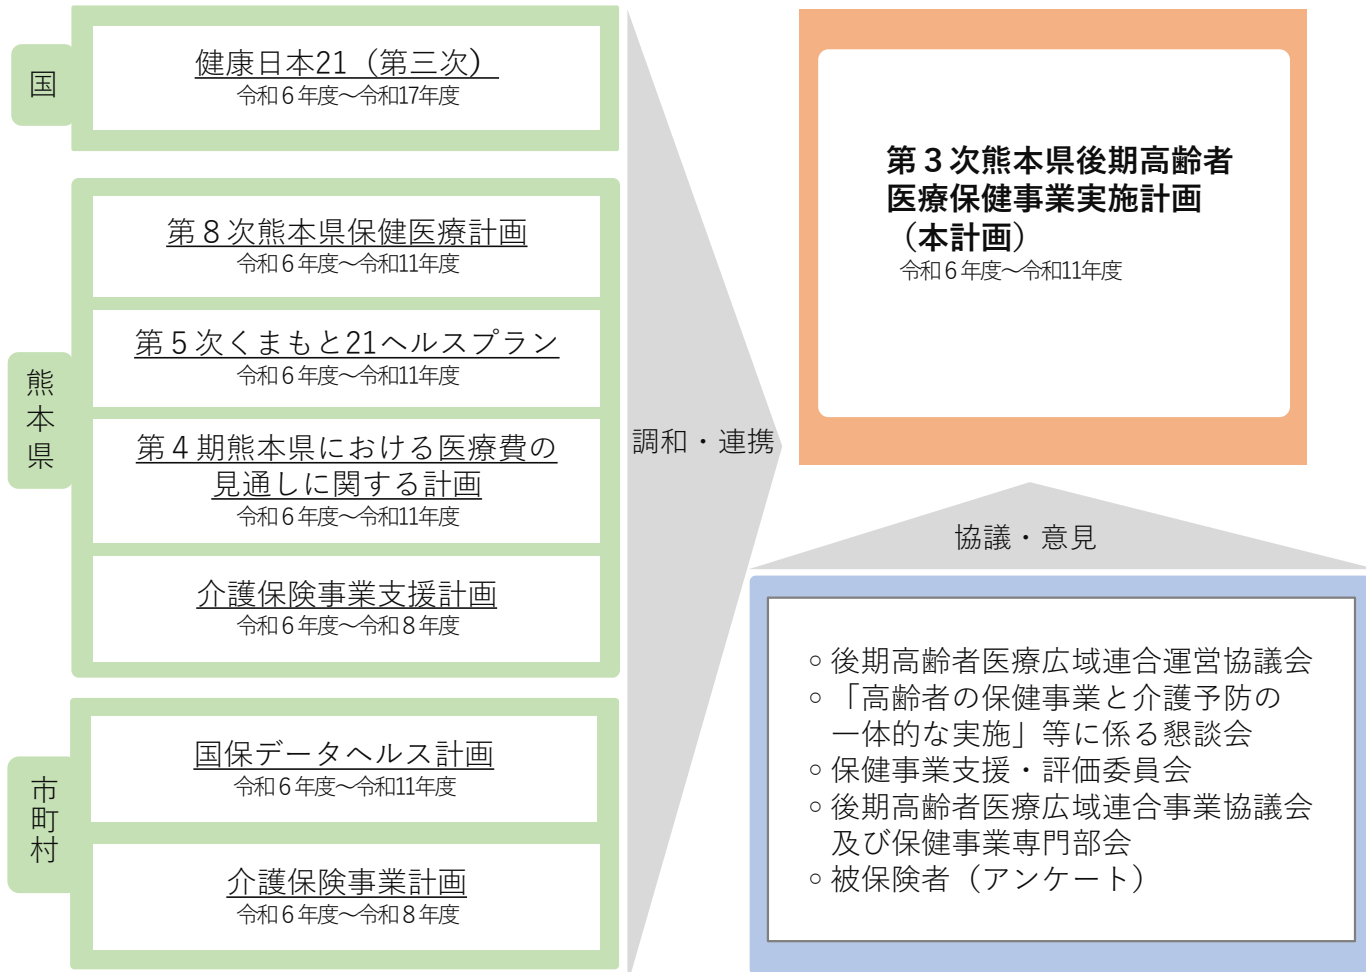 国
健康日本21（第三次）
令和６年度～令和17年度
熊本県
第８次熊本県保健医療計画
令和６年度～令和11年度
第５次くまもと21ヘルスプラン
令和６年度～令和11年度
第４期熊本県における医療費の
見通しに関する計画
令和６年度～令和11年度
介護保険事業支援計画
令和６年度～令和８年度
市町村
国保データヘルス計画
令和６年度～令和11年度
介護保険事業計画
令和６年度～令和８年度
調和・連携
第３次熊本県後期高齢者
医療保健事業実施計画
（本計画）
令和６年度～令和11年度
協議・意見
○後期高齢者医療広域連合運営協議会
○「高齢者の保健事業と介護予防の
一体的な実施」等に係る懇談会
○保健事業支援・評価委員会
○後期高齢者医療広域連合事業協議会
及び保健事業専門部会
○被保険者（アンケート）